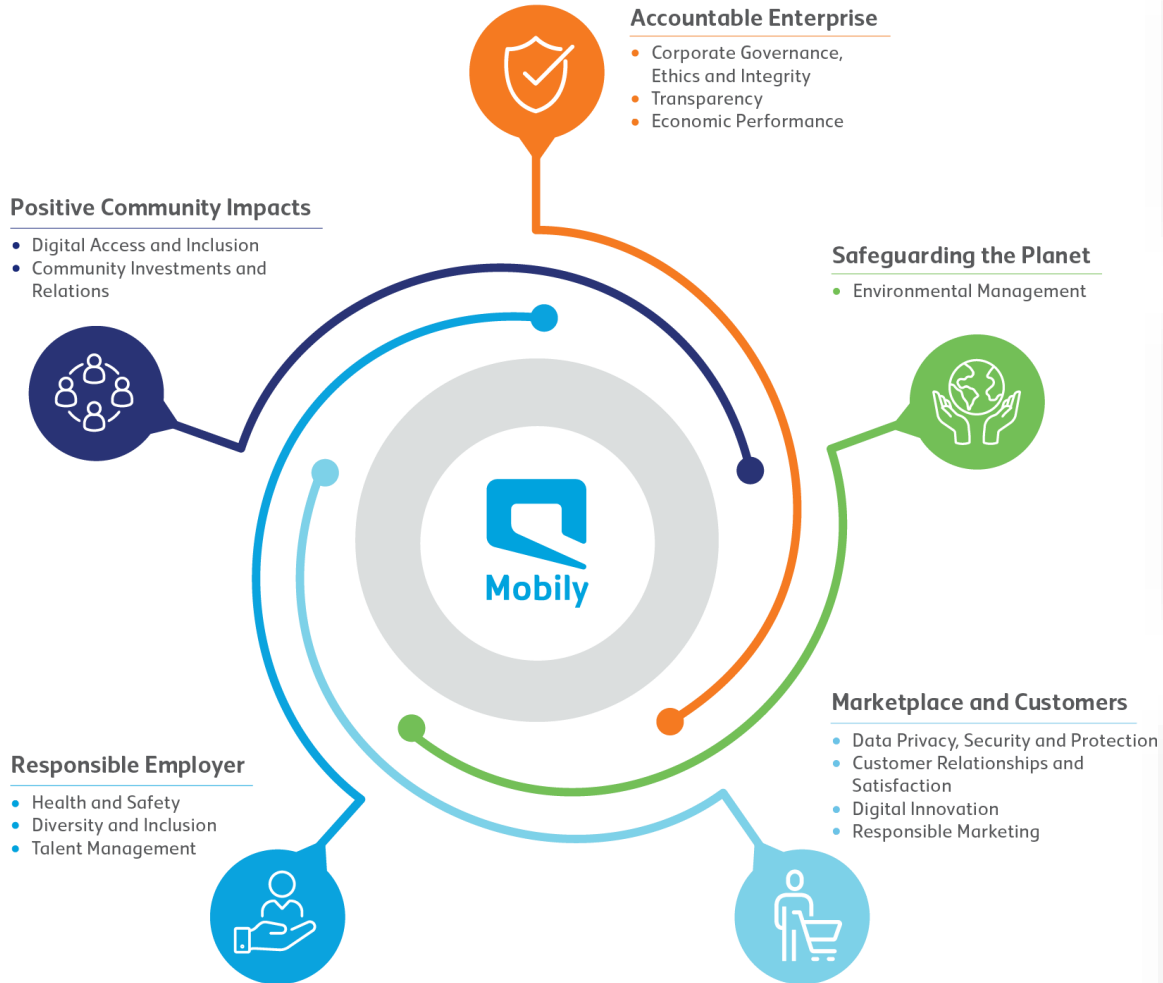 Accountable Enterprise
• Corporate Governance,
Ethics and Integrity
• Transparency
• Economic Performance
Positive Community Impacts
• Digital Access and Inclusion
• Community Investments and
Relations
Safeguarding the Planet
• Environmental Management
Mobily
Marketplace and Customers
• Data Privacy, Security and Protection
• Customer Relationships and
Satisfaction
• Digital Innovation
• Responsible Marketing
Responsible Employer
• Health and Safety
• Diversity and Inclusion
• Talent Management